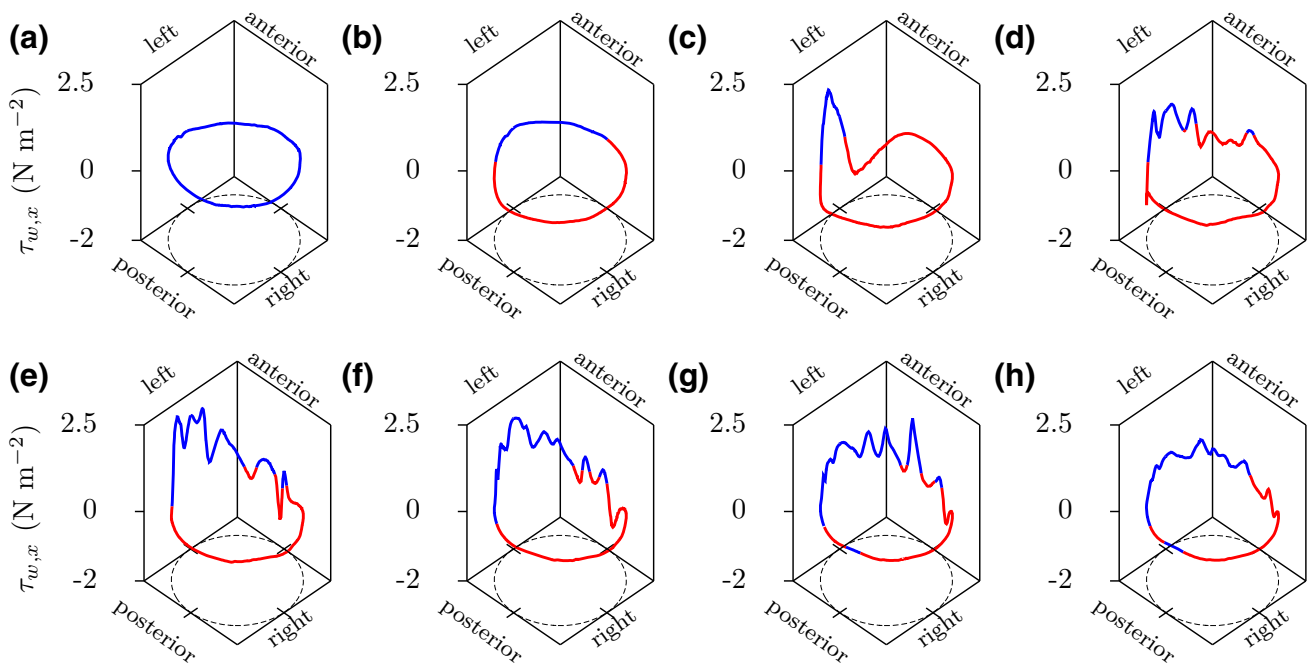 (a) left anterior (b) left anterior (c) left anterior (d) left anterior
2.5 2.5 2.5 2.5
τw,x (N m−2)
0 0 0 0
-2 -2 -2 -2
posterior right posterior right posterior right posterior right
(e) left anterior (f) left anterior (g) left anterior (h) left anterior
2.5 2.5 2.5 2.5
τw,x (N m−2)
0 0 0 0
-2 -2 -2 -2
posterior right posterior right posterior right posterior right